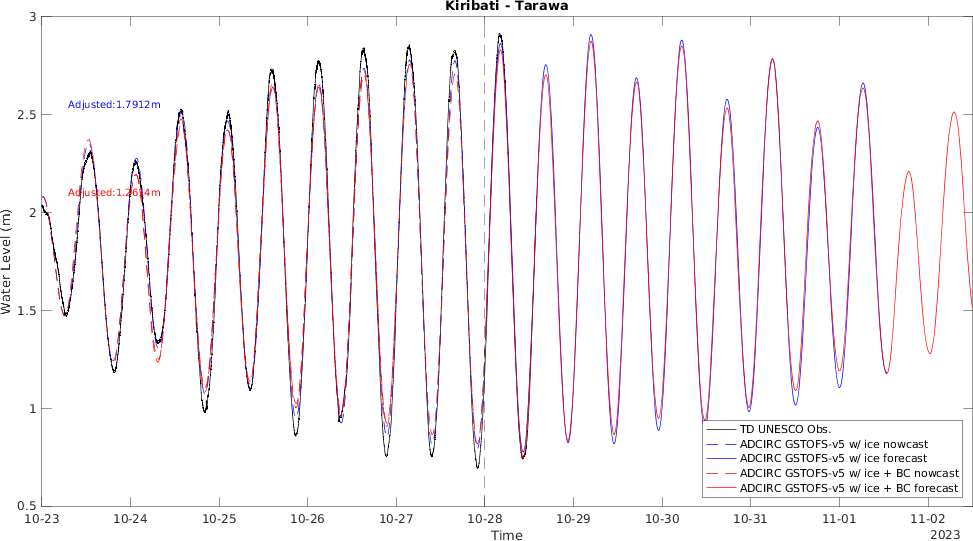 Kiribati - Tarawa
3
2.5
2
1.5
1
0.5
Water Level (m)
Adjusted:1.7912m
TD UNESCO Obs.
ADCIRC GSTOFS-v5 w/ ice nowcast
ADCIRC GSTOFS-v5 w/ ice forecast
ADCIRC GSTOFS-v5 w/ ice + BC nowcast
ADCIRC GSTOFS-v5 w/ ice + BC forecast
10-23 10-24 10-25 10-26 10-27 10-28 10-29 10-30 10-31 11-01 11-02
Time
2023